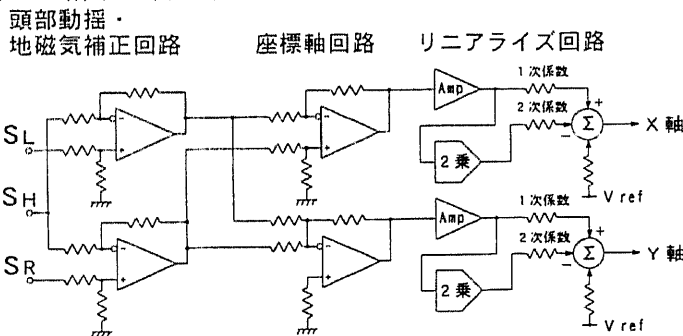 頭部動揺・
地磁気補正回路
座標軸回路
リニアライズ回路
SL
SH
SR
Amp
2乗
1次係数
2次係数
Σ
X軸
V ref
Amp
2乗
1次係数
2次係数
Σ
Y軸
V ref